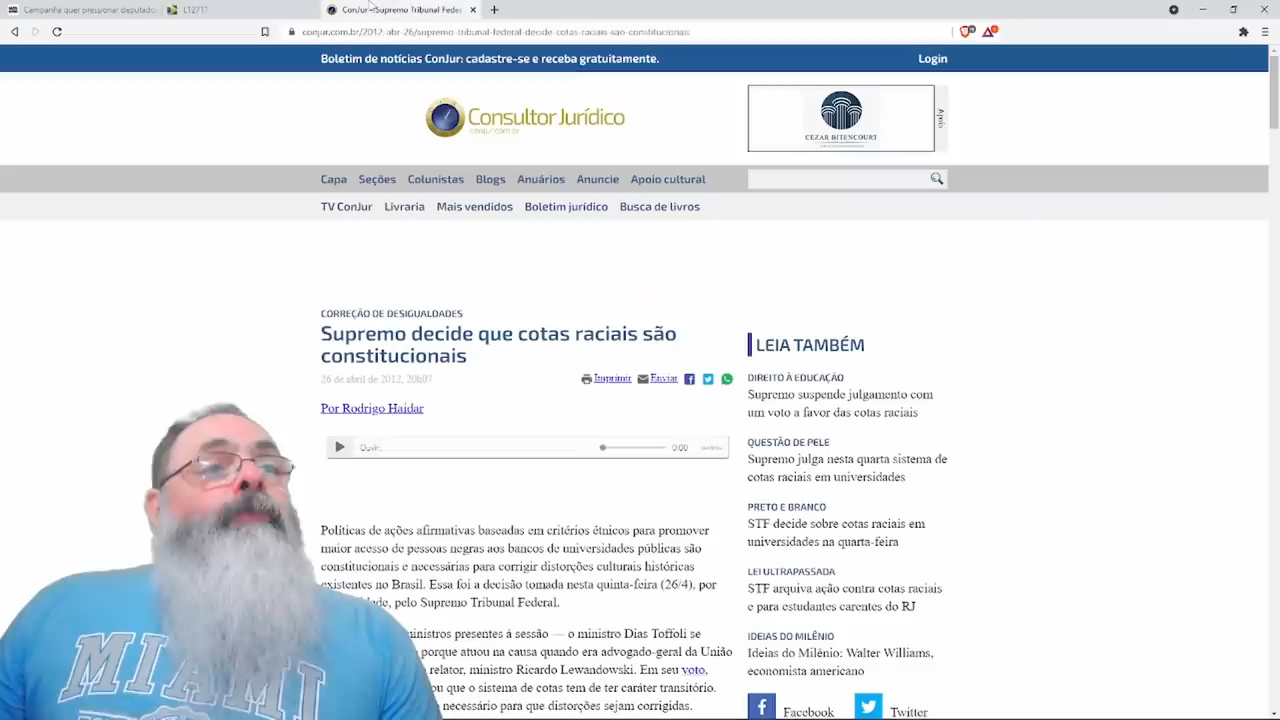 Campanha quer pressionar deputado:
L12711
ConJur - Supremo Tribunal Feder
conjur.com.br/2012-abr-26/supremo-tribunal-federal-decide-cotas-raciais-sao-constitucionais
Boletim de notícias ConJur: cadastre-se e receba gratuitamente.
Login
Consultor Jurídico
conjur.com.br
CEZAR BITENCOURT
Apoio
Capa Seções Colunistas Blogs Anuários Anuncie Apoio cultural
TV ConJur Livraria Mais vendidos Boletim jurídico Busca de livros
CORREÇÃO DE DESIGUALDADES
Supremo decide que cotas raciais são
constitucionais
26 de abril de 2012, 20h07
Imprimir Enviar
Por Rodrigo Haidar
Ouvir:
0:00
Políticas de ações afirmativas baseadas em critérios étnicos para promover
maior acesso de pessoas negras aos bancos de universidades públicas são
constitucionais e necessárias para corrigir distorções culturais históricas
existentes no Brasil. Essa foi a decisão tomada nesta quinta-feira (26/4), por
dade, pelo Supremo Tribunal Federal.
ministros presentes à sessão — o ministro Dias Toffoli se
porque atuou na causa quando era advogado-geral da União
relator, ministro Ricardo Lewandowski. Em seu voto,
ou que o sistema de cotas tem de ter caráter transitório.
necessário para que distorções sejam corrigidas.
LEIA TAMBÉM
DIREITO À EDUCAÇÃO
Supremo suspende julgamento com
um voto a favor das cotas raciais
QUESTÃO DE PELE
Supremo julga nesta quarta sistema de
cotas raciais em universidades
PRETO E BRANCO
STF decide sobre cotas raciais em
universidades na quarta-feira
LEI ULTRAPASSADA
STF arquiva ação contra cotas raciais
e para estudantes carentes do RJ
IDEIAS DO MILÊNIO
Ideias do Milênio: Walter Williams,
economista americano
Facebook Twitter